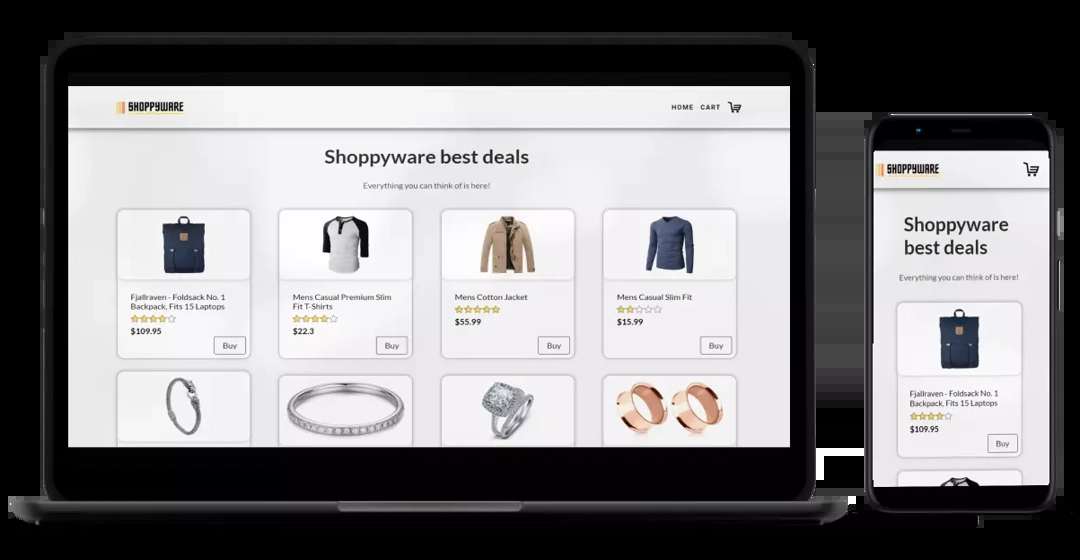 SHOPPYWARE
HOME CART
Shoppyware best deals
Everything you can think of is here!
Fjallraven - Foldsack No. 1
Backpack, Fits 15 Laptops
$109.95
Buy
Mens Casual Premium Slim
Fit T-Shirts
$22.3
Buy
Mens Cotton Jacket
$55.99
Buy
Mens Casual Slim Fit
$15.99
Buy
SHOPPYWARE
Shoppyware
best deals
Everything you can think of is here!
Fjallraven - Foldsack No. 1
Backpack, Fits 15 Laptops
$109.95
Buy